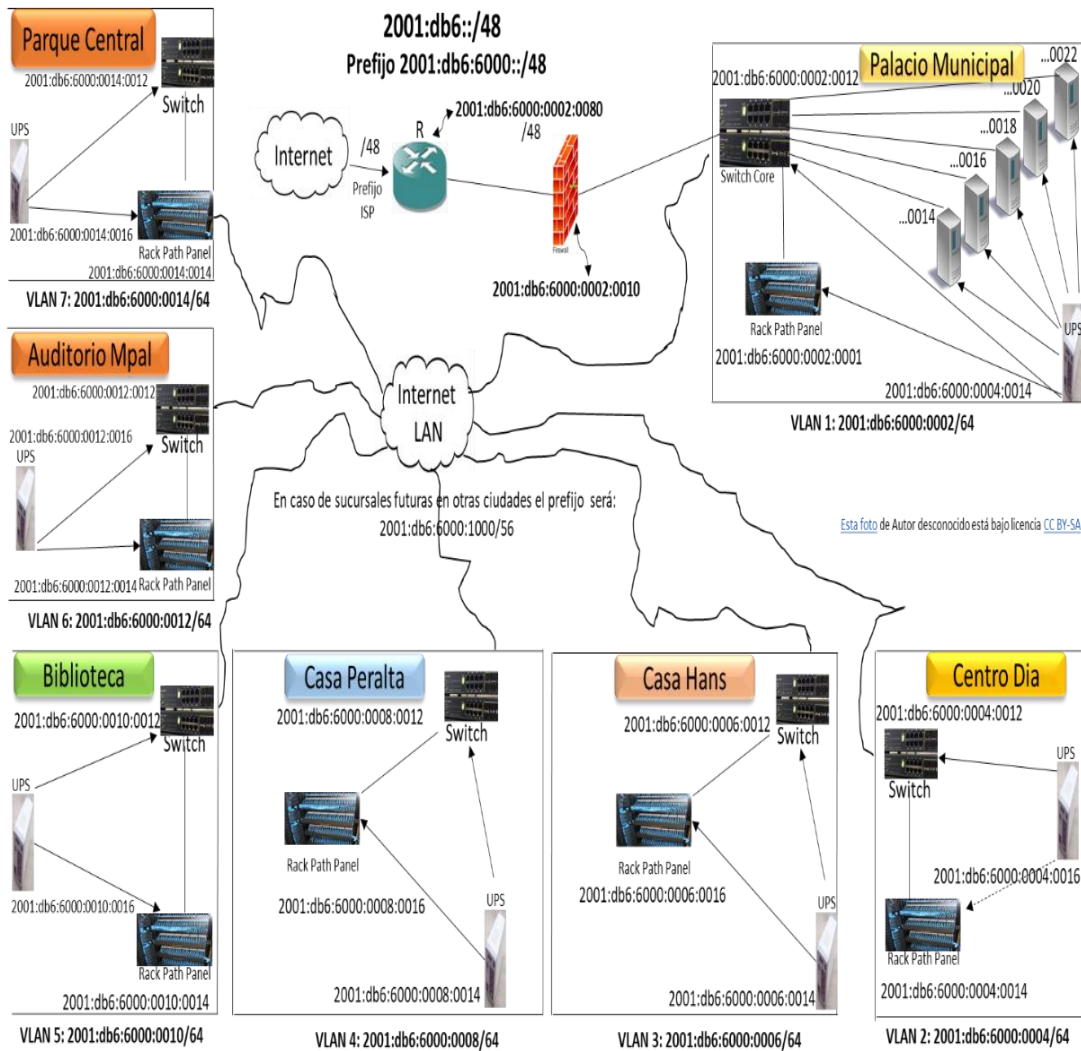 2001:db6::/48
Prefijo 2001:db6:6000::/48
Parque Central
2001:db6:6000:0014:0012
Switch
UPS
2001:db6:6000:0014:0016
Rack Path Panel
2001:db6:6000:0014:0014
VLAN 7: 2001:db6:6000:0014/64
Internet
/48
Prefijo
ISP
R
2001:db6:6000:0002:0080
/48
Firewall
2001:db6:6000:0002:0010
Palacio Municipal
2001:db6:6000:0002:0012
Switch Core
...0022
...0020
...0018
...0016
...0014
Rack Path Panel
2001:db6:6000:0002:0001
UPS
2001:db6:6000:0004:0014
VLAN 1: 2001:db6:6000:0002/64
Auditorio Mpal
2001:db6:6000:0012:0012
Switch
2001:db6:6000:0012:0016
UPS
Rack Path Panel
2001:db6:6000:0012:0014
VLAN 6: 2001:db6:6000:0012/64
Internet
LAN
En caso de sucursales futuras en otras ciudades el prefijo será:
2001:db6:6000:1000/56
Esta foto de Autor desconocido está bajo licencia CC BY-SA
Biblioteca
2001:db6:6000:0010:0012
Switch
UPS
2001:db6:6000:0010:0016
Rack Path Panel
2001:db6:6000:0010:0014
VLAN 5: 2001:db6:6000:0010/64
Casa Peralta
2001:db6:6000:0008:0012
Switch
Rack Path Panel
2001:db6:6000:0008:0016
UPS
2001:db6:6000:0008:0014
VLAN 4: 2001:db6:6000:0008/64
Casa Hans
2001:db6:6000:0006:0012
Switch
Rack Path Panel
2001:db6:6000:0006:0016
UPS
2001:db6:6000:0006:0014
VLAN 3: 2001:db6:6000:0006/64
Centro Dia
2001:db6:6000:0004:0012
UPS
Switch
2001:db6:6000:0004:0016
Rack Path Panel
2001:db6:6000:0004:0014
VLAN 2: 2001:db6:6000:0004/64